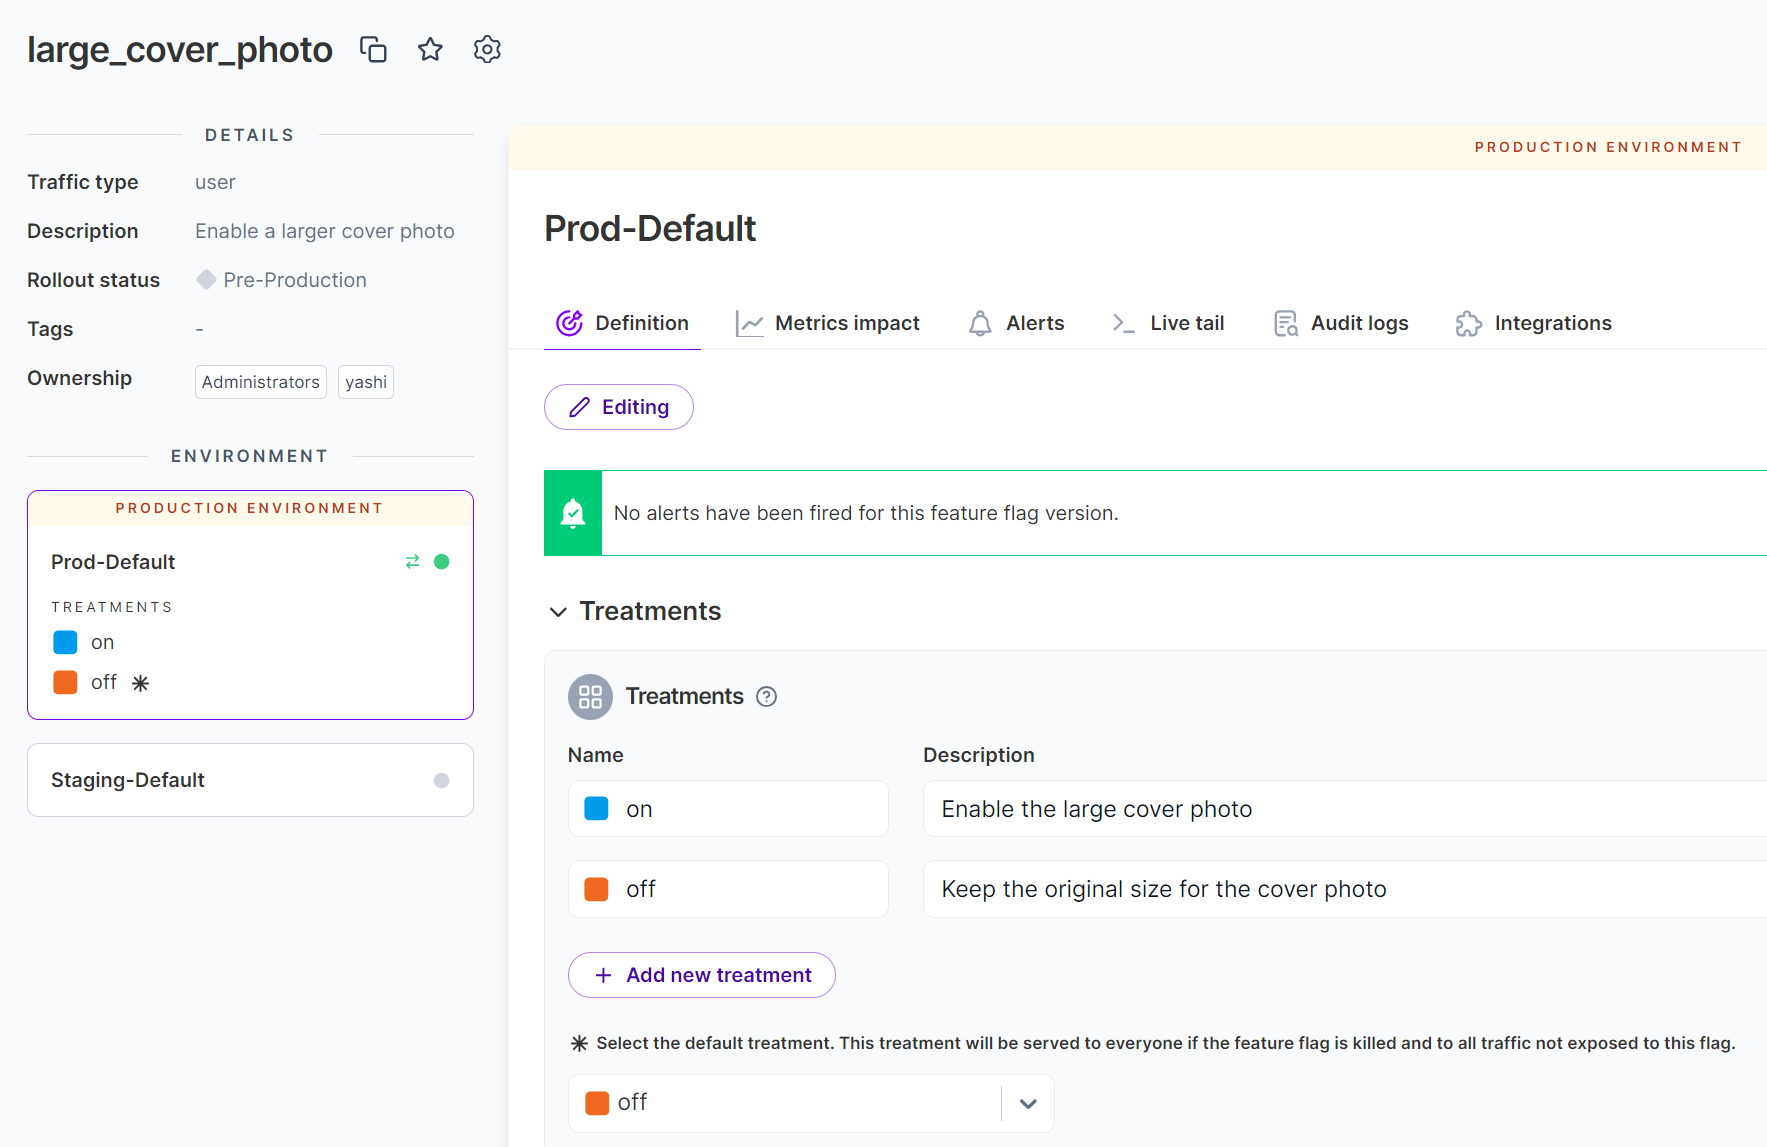 large_cover_photo
DETAILS
Traffic type user
Description Enable a larger cover photo
Rollout status Pre-Production
Tags -
Ownership Administrators yashi
ENVIRONMENT
PRODUCTION ENVIRONMENT
Prod-Default
TREATMENTS
on
off
Staging-Default
PRODUCTION ENVIRONMENT
Prod-Default
Definition Metrics impact Alerts Live tail Audit logs Integrations
Editing
No alerts have been fired for this feature flag version.
Treatments
Treatments
Name Description
on Enable the large cover photo
off Keep the original size for the cover photo
+ Add new treatment
Select the default treatment. This treatment will be served to everyone if the feature flag is killed and to all traffic not exposed to this flag.
off